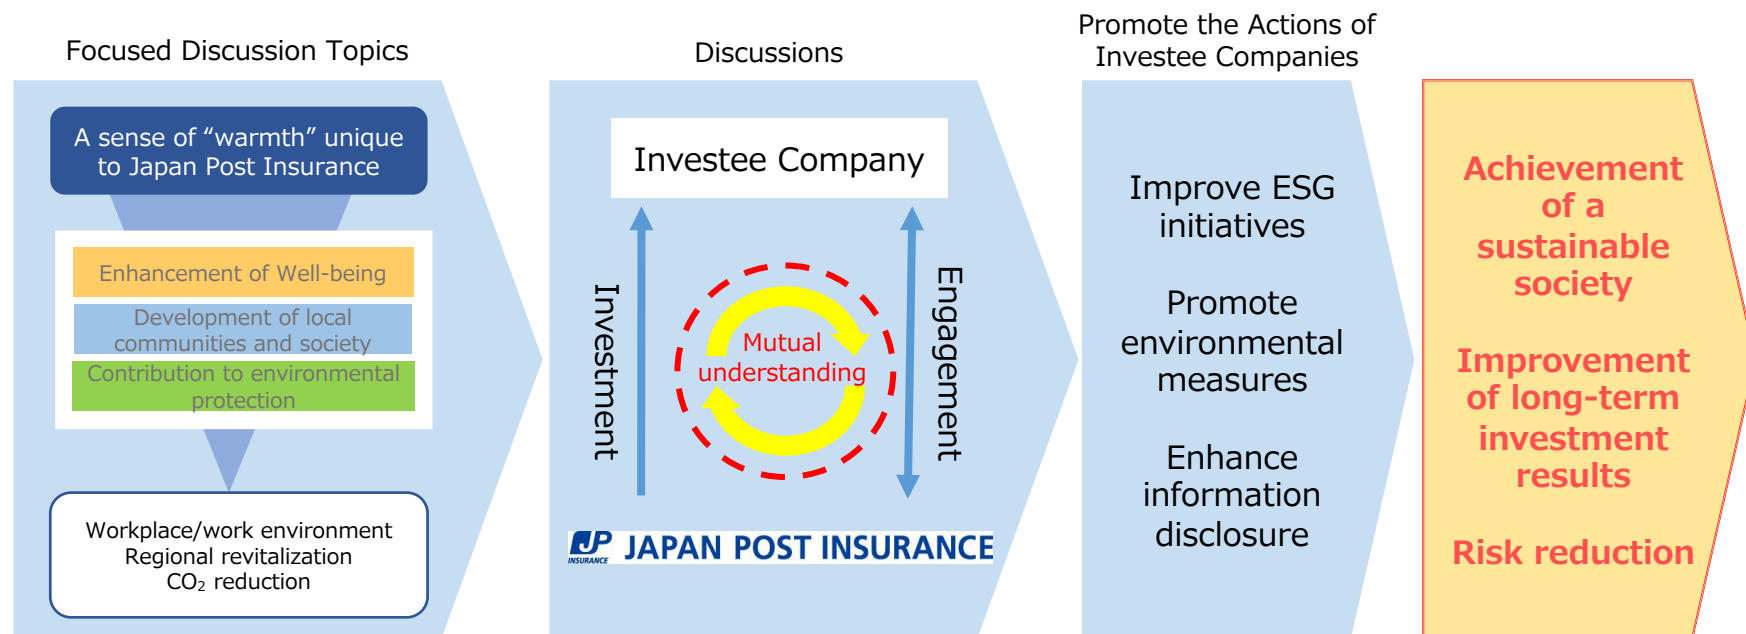 Focused Discussion Topics
A sense of “warmth” unique
to Japan Post Insurance
Enhancement of Well-being
Development of local
communities and society
Contribution to environmental
protection
Workplace/work environment
Regional revitalization
CO₂ reduction
Discussions
Investee Company
Investment
Mutual
understanding
Engagement
JP
INSURANCE
JAPAN POST INSURANCE
Promote the Actions of
Investee Companies
Improve ESG
initiatives
Promote
environmental
measures
Enhance
information
disclosure
Achievement
of a
sustainable
society
Improvement
of long-term
investment
results
Risk reduction